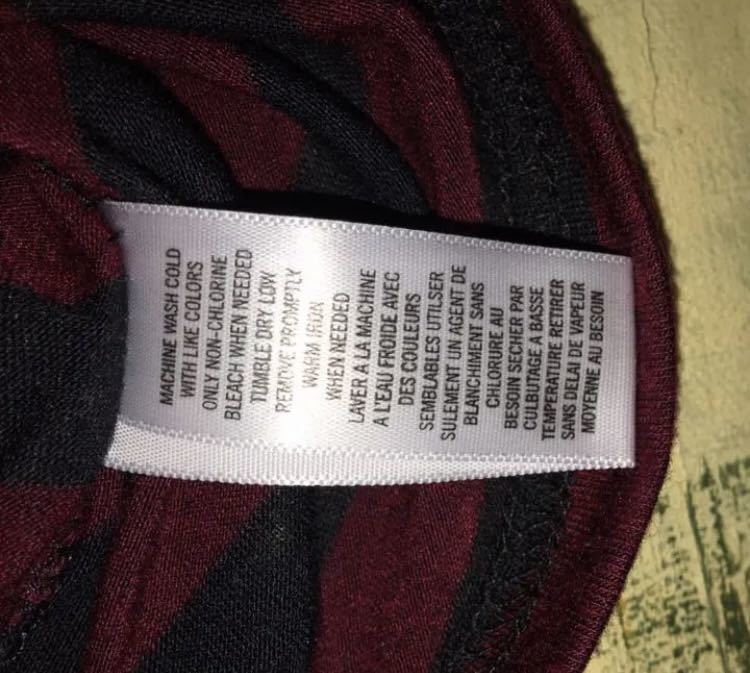 MACHINE WASH COLD
WITH LIKE COLORS
ONLY NON-CHLORINE
BLEACH WHEN NEEDED
TUMBLE DRY LOW
REMOVE PROMPTLY
WARM IRON
WHEN NEEDED
LAVER A LA MACHINE
A L'EAU FROIDE AVEC
DES COULEURS
SEMBLABLES UTILSER
SULEMENT UN AGENT DE
BLANCHIMENT SANS
CHLORURE AU
BESOIN SECHER PAR
CULBUTAGE A BASSE
TEMPERATURE RETIRER
SANS DELAI DE VAPEUR
MOYENNE AU BESOIN